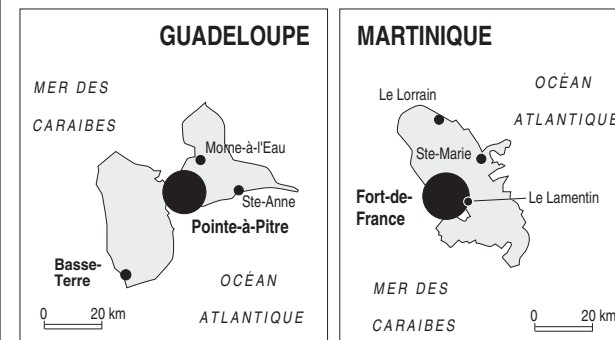 GUADELOUPE
MER DES
CARAIBES
Morne-à-l'Eau
Ste-Anne
Pointe-à-Pitre
Basse-
Terre
OCÉAN
ATLANTIQUE
0 20 km
MARTINIQUE
OCÉAN
ATLANTIQUE
Le Lorrain
Ste-Marie
Fort-de-
France
Le Lamentin
MER DES
CARAIBES
0 20 km